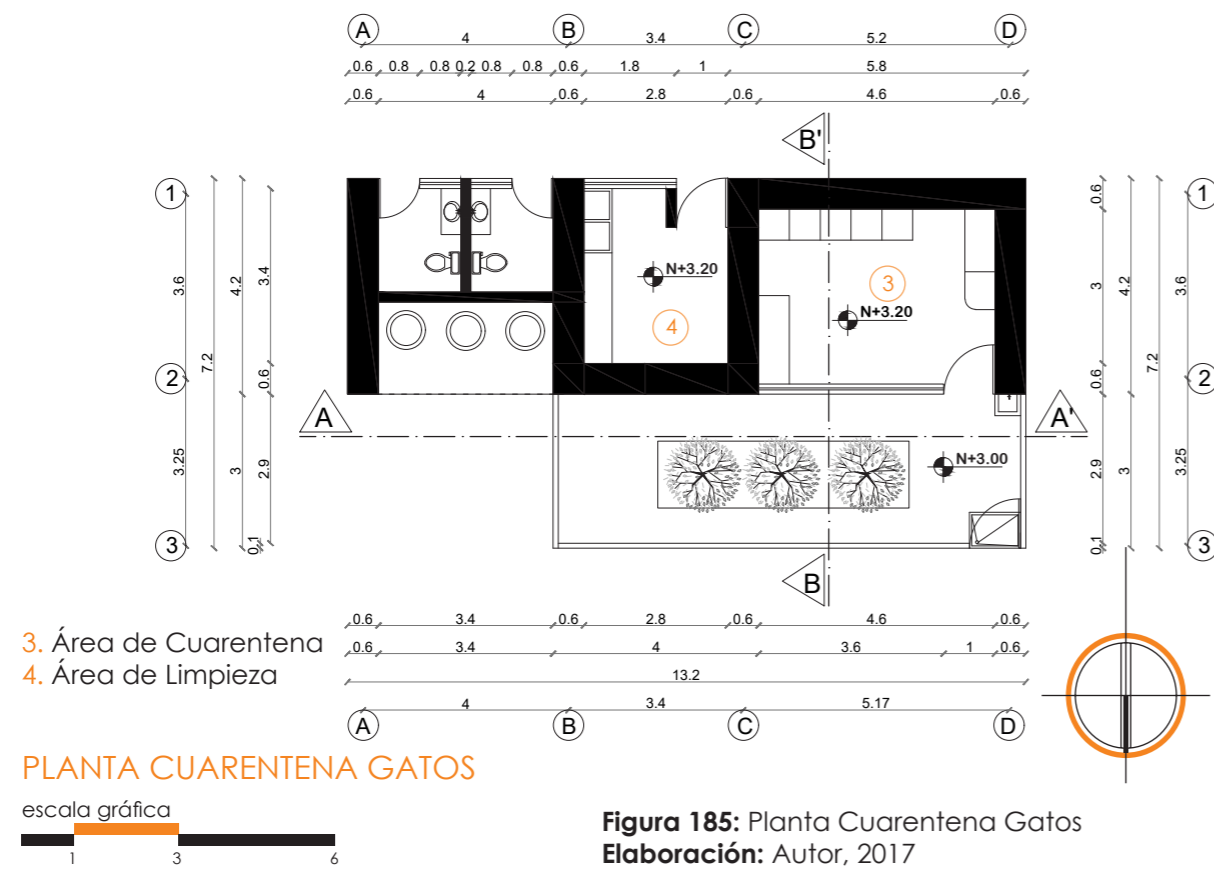 A B C D
4 3.4 5.2
0.6 0.8 0.8 0.2 0.8 0.8 0.6 1.8 1 5.8
0.6 4 0.6 2.8 0.6 4.6 0.6
B'
1 7.2 3.6 4.2 3.4 0.6 2 3.25 3 2.9 0.1 3
N+3.20
4
3
N+3.20
A A'
N+3.00
B
0.6 3 0.6 2.9 0.1 4.2 3 7.2 3.6 3.25 1 2 3
0.6 3.4 0.6 2.8 0.6 4.6 0.6
0.6 3.4 4 3.6 1 0.6
13.2
4 3.4 5.17
A B C D
3. Área de Cuarentena
4. Área de Limpieza
PLANTA CUARENTENA GATOS
escala gráfica
1 3 6
Figura 185: Planta Cuarentena Gatos
Elaboración: Autor, 2017